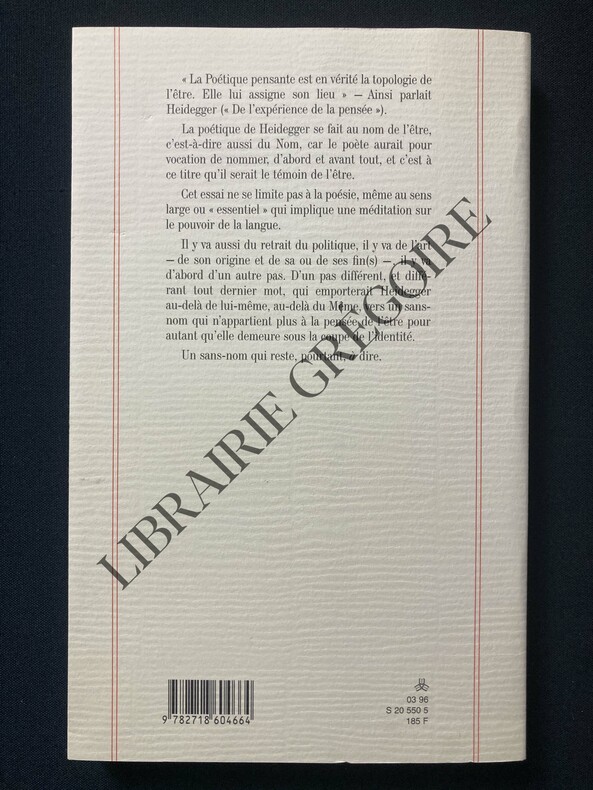 « La Poétique pensante est en vérité la topologie de
l'être. Elle lui assigne son lieu » — Ainsi parlait
Heidegger (« De l'expérience de la pensée »).
La poétique de Heidegger se fait au nom de l'être,
c'est-à-dire aussi du Nom, car le poète aurait pour
vocation de nommer, d'abord et avant tout, et c'est à
ce titre qu'il serait le témoin de l'être.
Cet essai ne se limite pas à la poésie, même au sens
large ou « essentiel » qui implique une méditation sur
le pouvoir de la langue.
Il y va aussi du retrait du politique, il y va de l'art
— de son origine et de sa ou de ses fin(s) —, il y va
d'abord d'un autre pas. D'un pas différent, et diffé-
rant tout dernier mot, qui emporterait Heidegger
au-delà de lui-même, au-delà du Même, vers un sans-
nom qui n'appartient plus à la pensée de l'être pour
autant qu'elle demeure sous la coupe de l'Identité.
Un sans-nom qui reste, pourtant, à dire.
LIBRAIRIE GRÉGOIRE
9 782718 604664
03 96
S 20 550 5
185 F